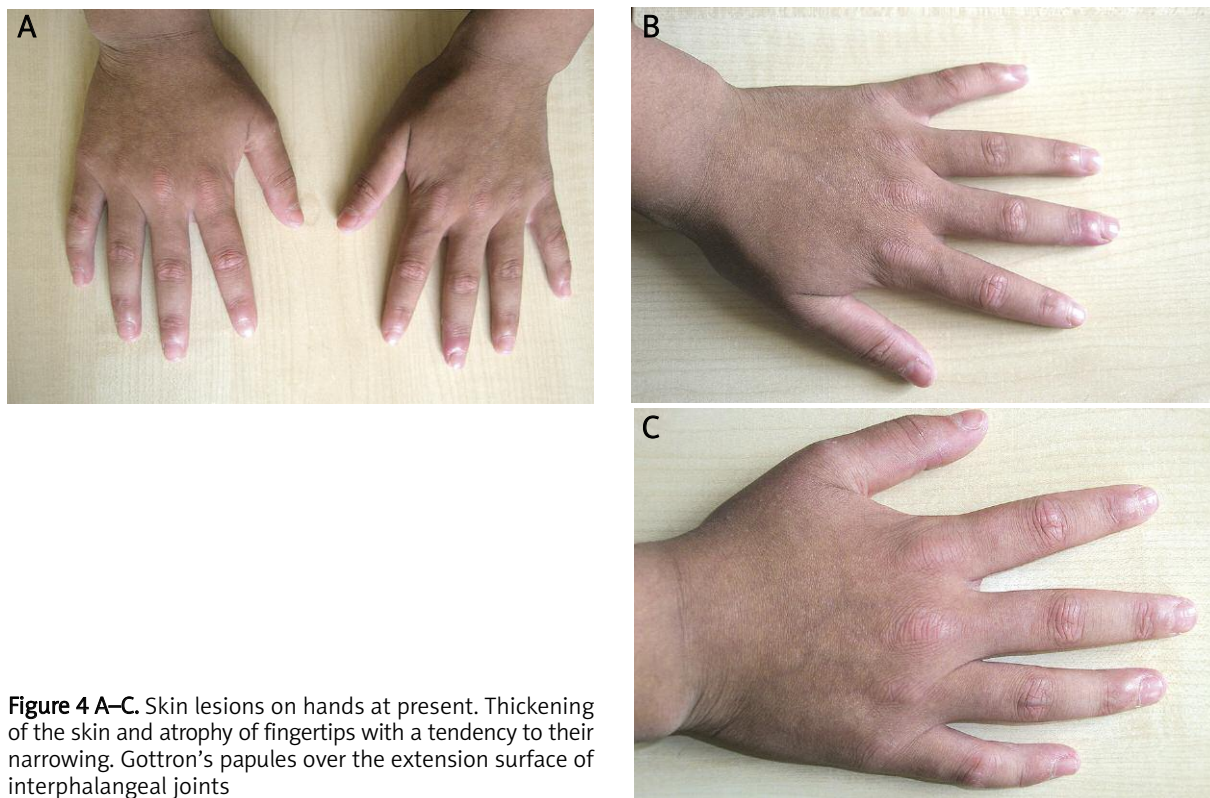 A
B
C
Figure 4 A–C. Skin lesions on hands at present. Thickening
of the skin and atrophy of fingertips with a tendency to their
narrowing. Gottron’s papules over the extension surface of
interphalangeal joints